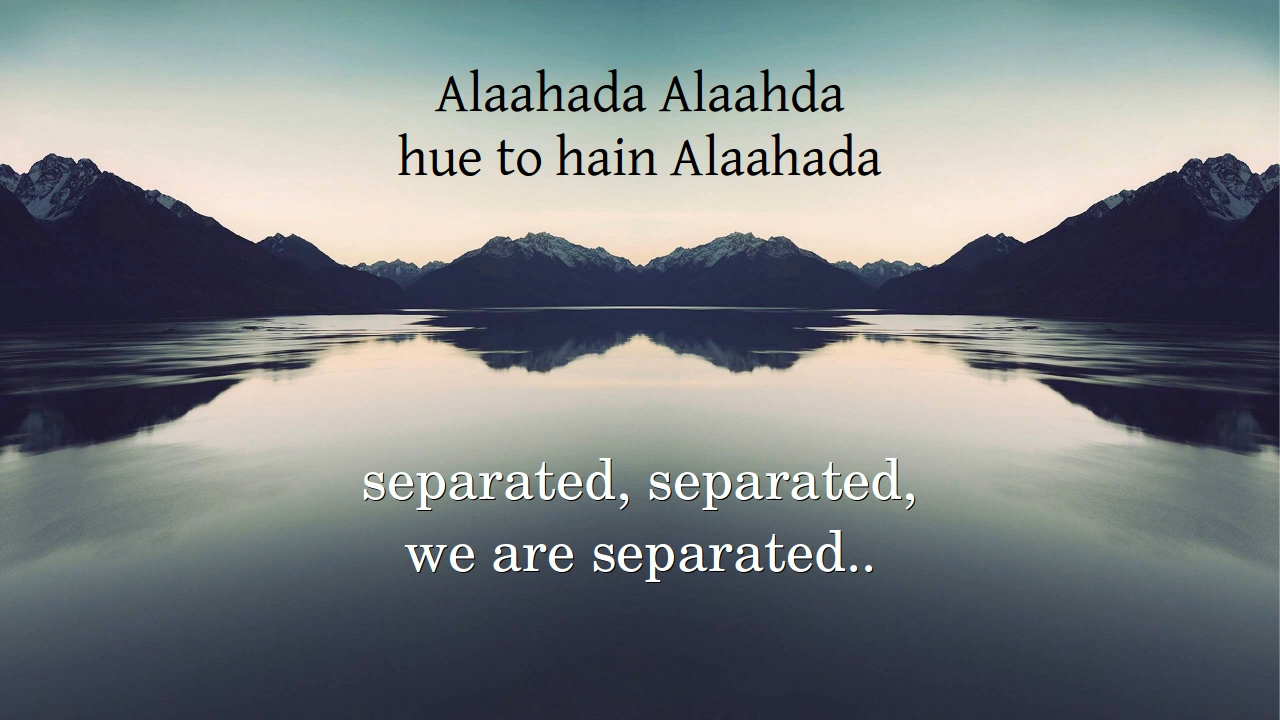 Alaahada Alaahda
hue to hain Alaahada
separated, separated,
we are separated..